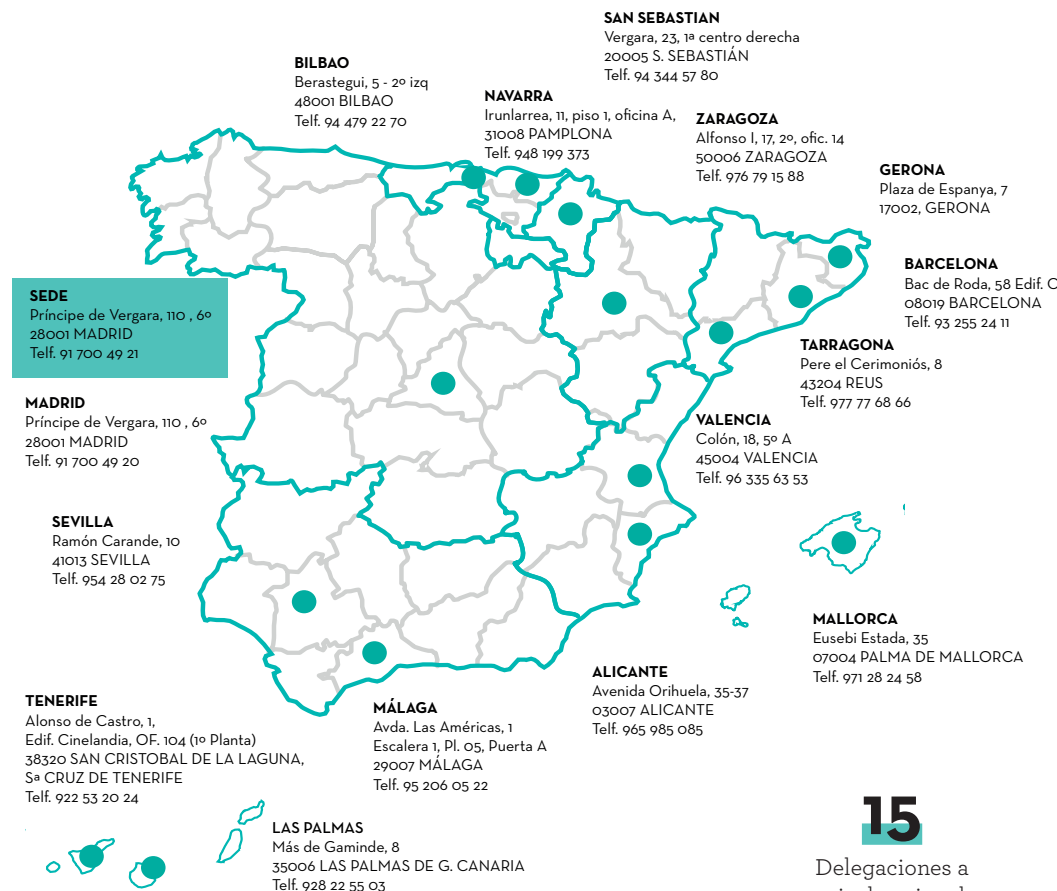 SAN SEBASTIAN
Vergara, 23, 1ª centro derecha
20005 S. SEBASTIÁN
Telf. 94 344 57 80
BILBAO
Berastegui, 5 - 2º izq
48001 BILBAO
Telf. 94 479 22 70
NAVARRA
Irunlarrea, 11, piso 1, oficina A,
31008 PAMPLONA
Telf. 948 199 373
ZARAGOZA
Alfonso I, 17, 2º, ofic. 14
50006 ZARAGOZA
Telf. 976 79 15 88
GERONA
Plaza de Espanya, 7
17002, GERONA
BARCELONA
Bac de Roda, 58 Edif. C
08019 BARCELONA
Telf. 93 255 24 11
SEDE
Príncipe de Vergara, 110 , 6º
28001 MADRID
Telf. 91 700 49 21
TARRAGONA
Pere el Cerimoniós, 8
43204 REUS
Telf. 977 77 68 66
MADRID
Príncipe de Vergara, 110 , 6º
28001 MADRID
Telf. 91 700 49 20
VALENCIA
Colón, 18, 5º A
45004 VALENCIA
Telf. 96 335 63 53
SEVILLA
Ramón Carande, 10
41013 SEVILLA
Telf. 954 28 02 75
MALLORCA
Eusebi Estada, 35
07004 PALMA DE MALLORCA
Telf. 971 28 24 58
ALICANTE
Avenida Orihuela, 35-37
03007 ALICANTE
Telf. 965 985 085
TENERIFE
Alonso de Castro, 1,
Edif. Cinelandia, OF. 104 (1º Planta)
38320 SAN CRISTOBAL DE LA LAGUNA,
Sª CRUZ DE TENERIFE
Telf. 922 53 20 24
MÁLAGA
Avda. Las Américas, 1
Escalera 1, Pl. 05, Puerta A
29007 MÁLAGA
Telf. 95 206 05 22
LAS PALMAS
Más de Gaminde, 8
35006 LAS PALMAS DE G. CANARIA
Telf. 928 22 55 03
15
Delegaciones a